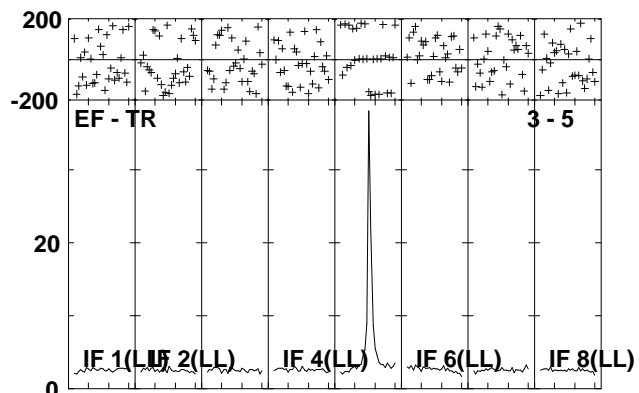 200
-200
EF - TR 3 - 5
20
IF 1(LL) IF 2(LL) IF 4(LL) IF 6(LL) IF 8(LL)
0